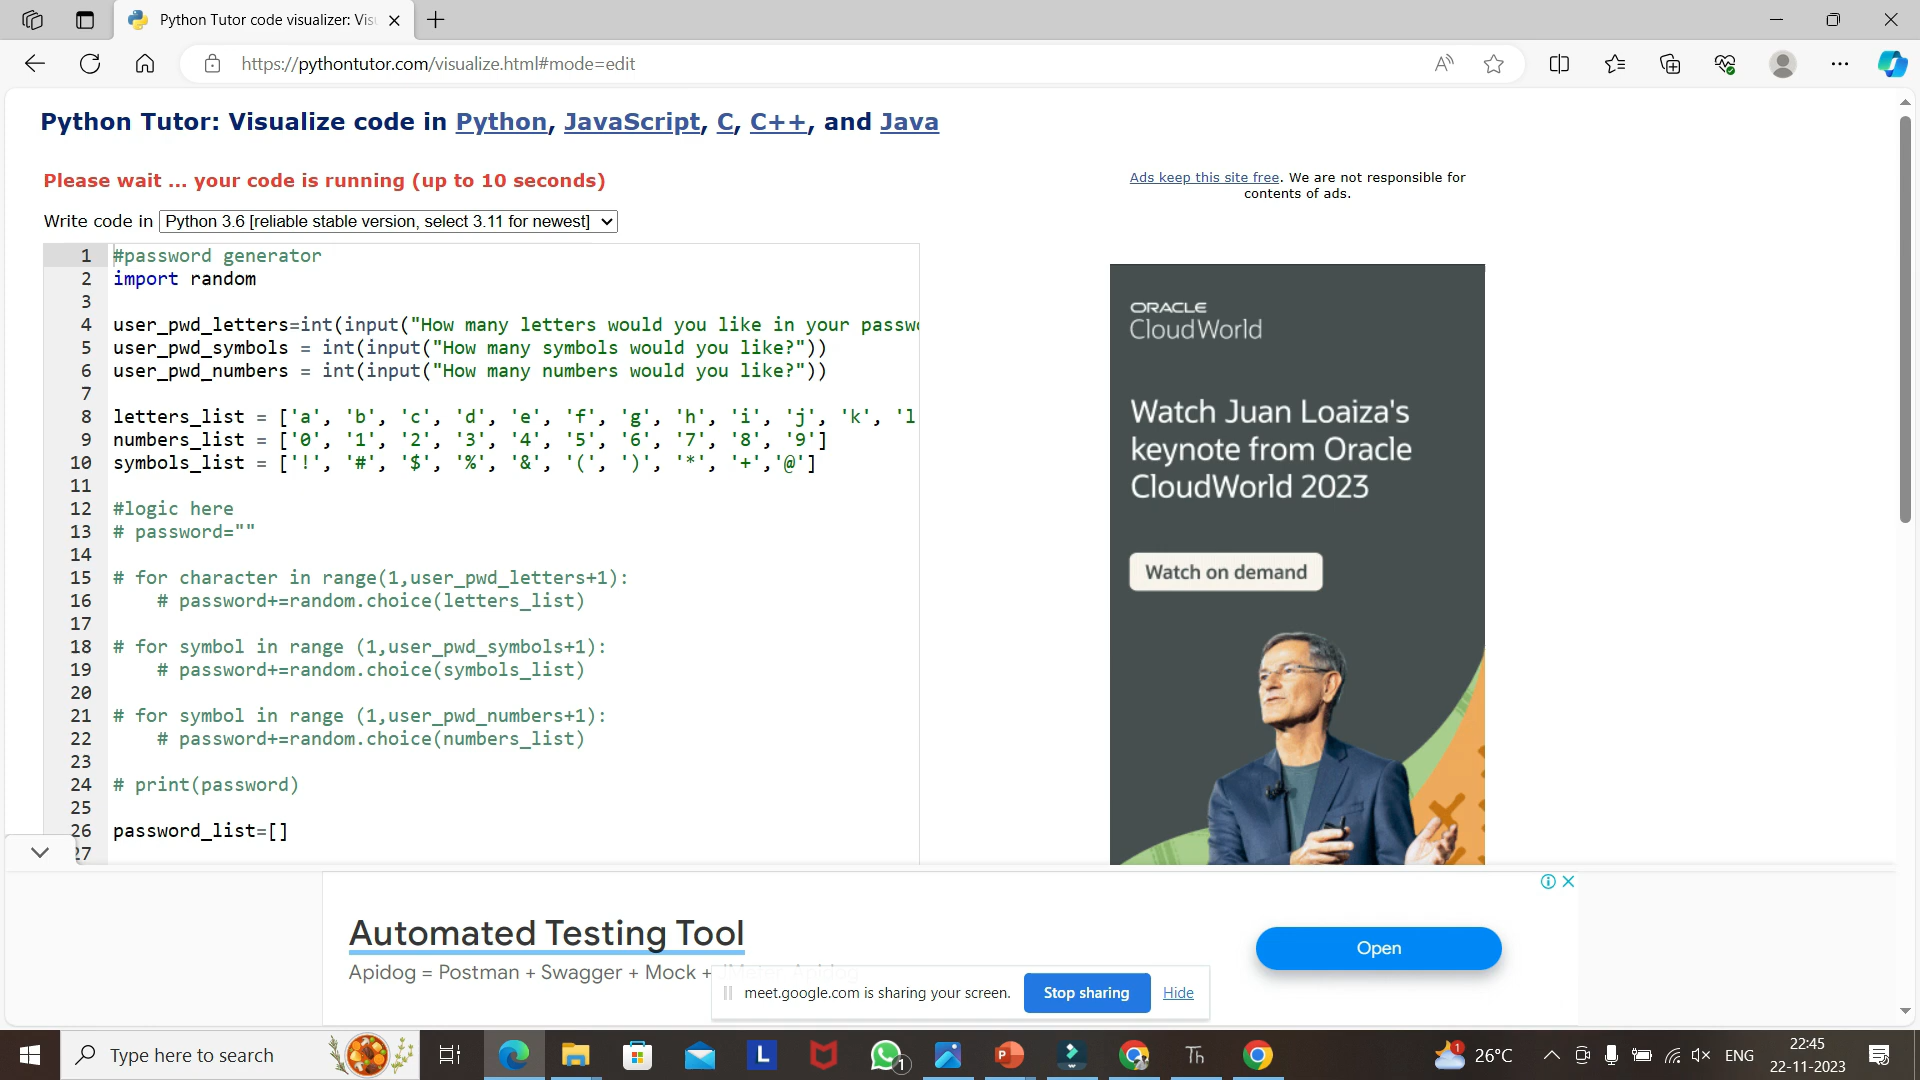 Python Tutor code visualizer: Vis
https://pythontutor.com/visualize.html#mode=edit
Python Tutor: Visualize code in Python, JavaScript, C, C++, and Java
Please wait ... your code is running (up to 10 seconds)
Ads keep this site free. We are not responsible for
contents of ads.
Write code in Python 3.6 [reliable stable version, select 3.11 for newest]
1 #password generator
2 import random
3
4 user_pwd_letters=int(input("How many letters would you like in your passw
5 user_pwd_symbols = int(input("How many symbols would you like?"))
6 user_pwd_numbers = int(input("How many numbers would you like?"))
7
8 letters_list = ['a', 'b', 'c', 'd', 'e', 'f', 'g', 'h', 'i', 'j', 'k', 'l
9 numbers_list = ['0', '1', '2', '3', '4', '5', '6', '7', '8', '9']
10 symbols_list = ['!', '#', '$', '%', '&', '(', ')', '*', '+','@']
11
12 #logic here
13 # password=""
14
15 # for character in range(1,user_pwd_letters+1):
16 # password+=random.choice(letters_list)
17
18 # for symbol in range (1,user_pwd_symbols+1):
19 # password+=random.choice(symbols_list)
20
21 # for symbol in range (1,user_pwd_numbers+1):
22 # password+=random.choice(numbers_list)
23
24 # print(password)
25
26 password_list=[]
27
ORACLE
CloudWorld
Watch Juan Loaiza's
keynote from Oracle
CloudWorld 2023
Watch on demand
Automated Testing Tool
Apidog = Postman + Swagger + Mock +
Open
meet.google.com is sharing your screen.
Stop sharing
Hide
Type here to search
L
1
Th
1
26°C
ENG
22:45
22-11-2023